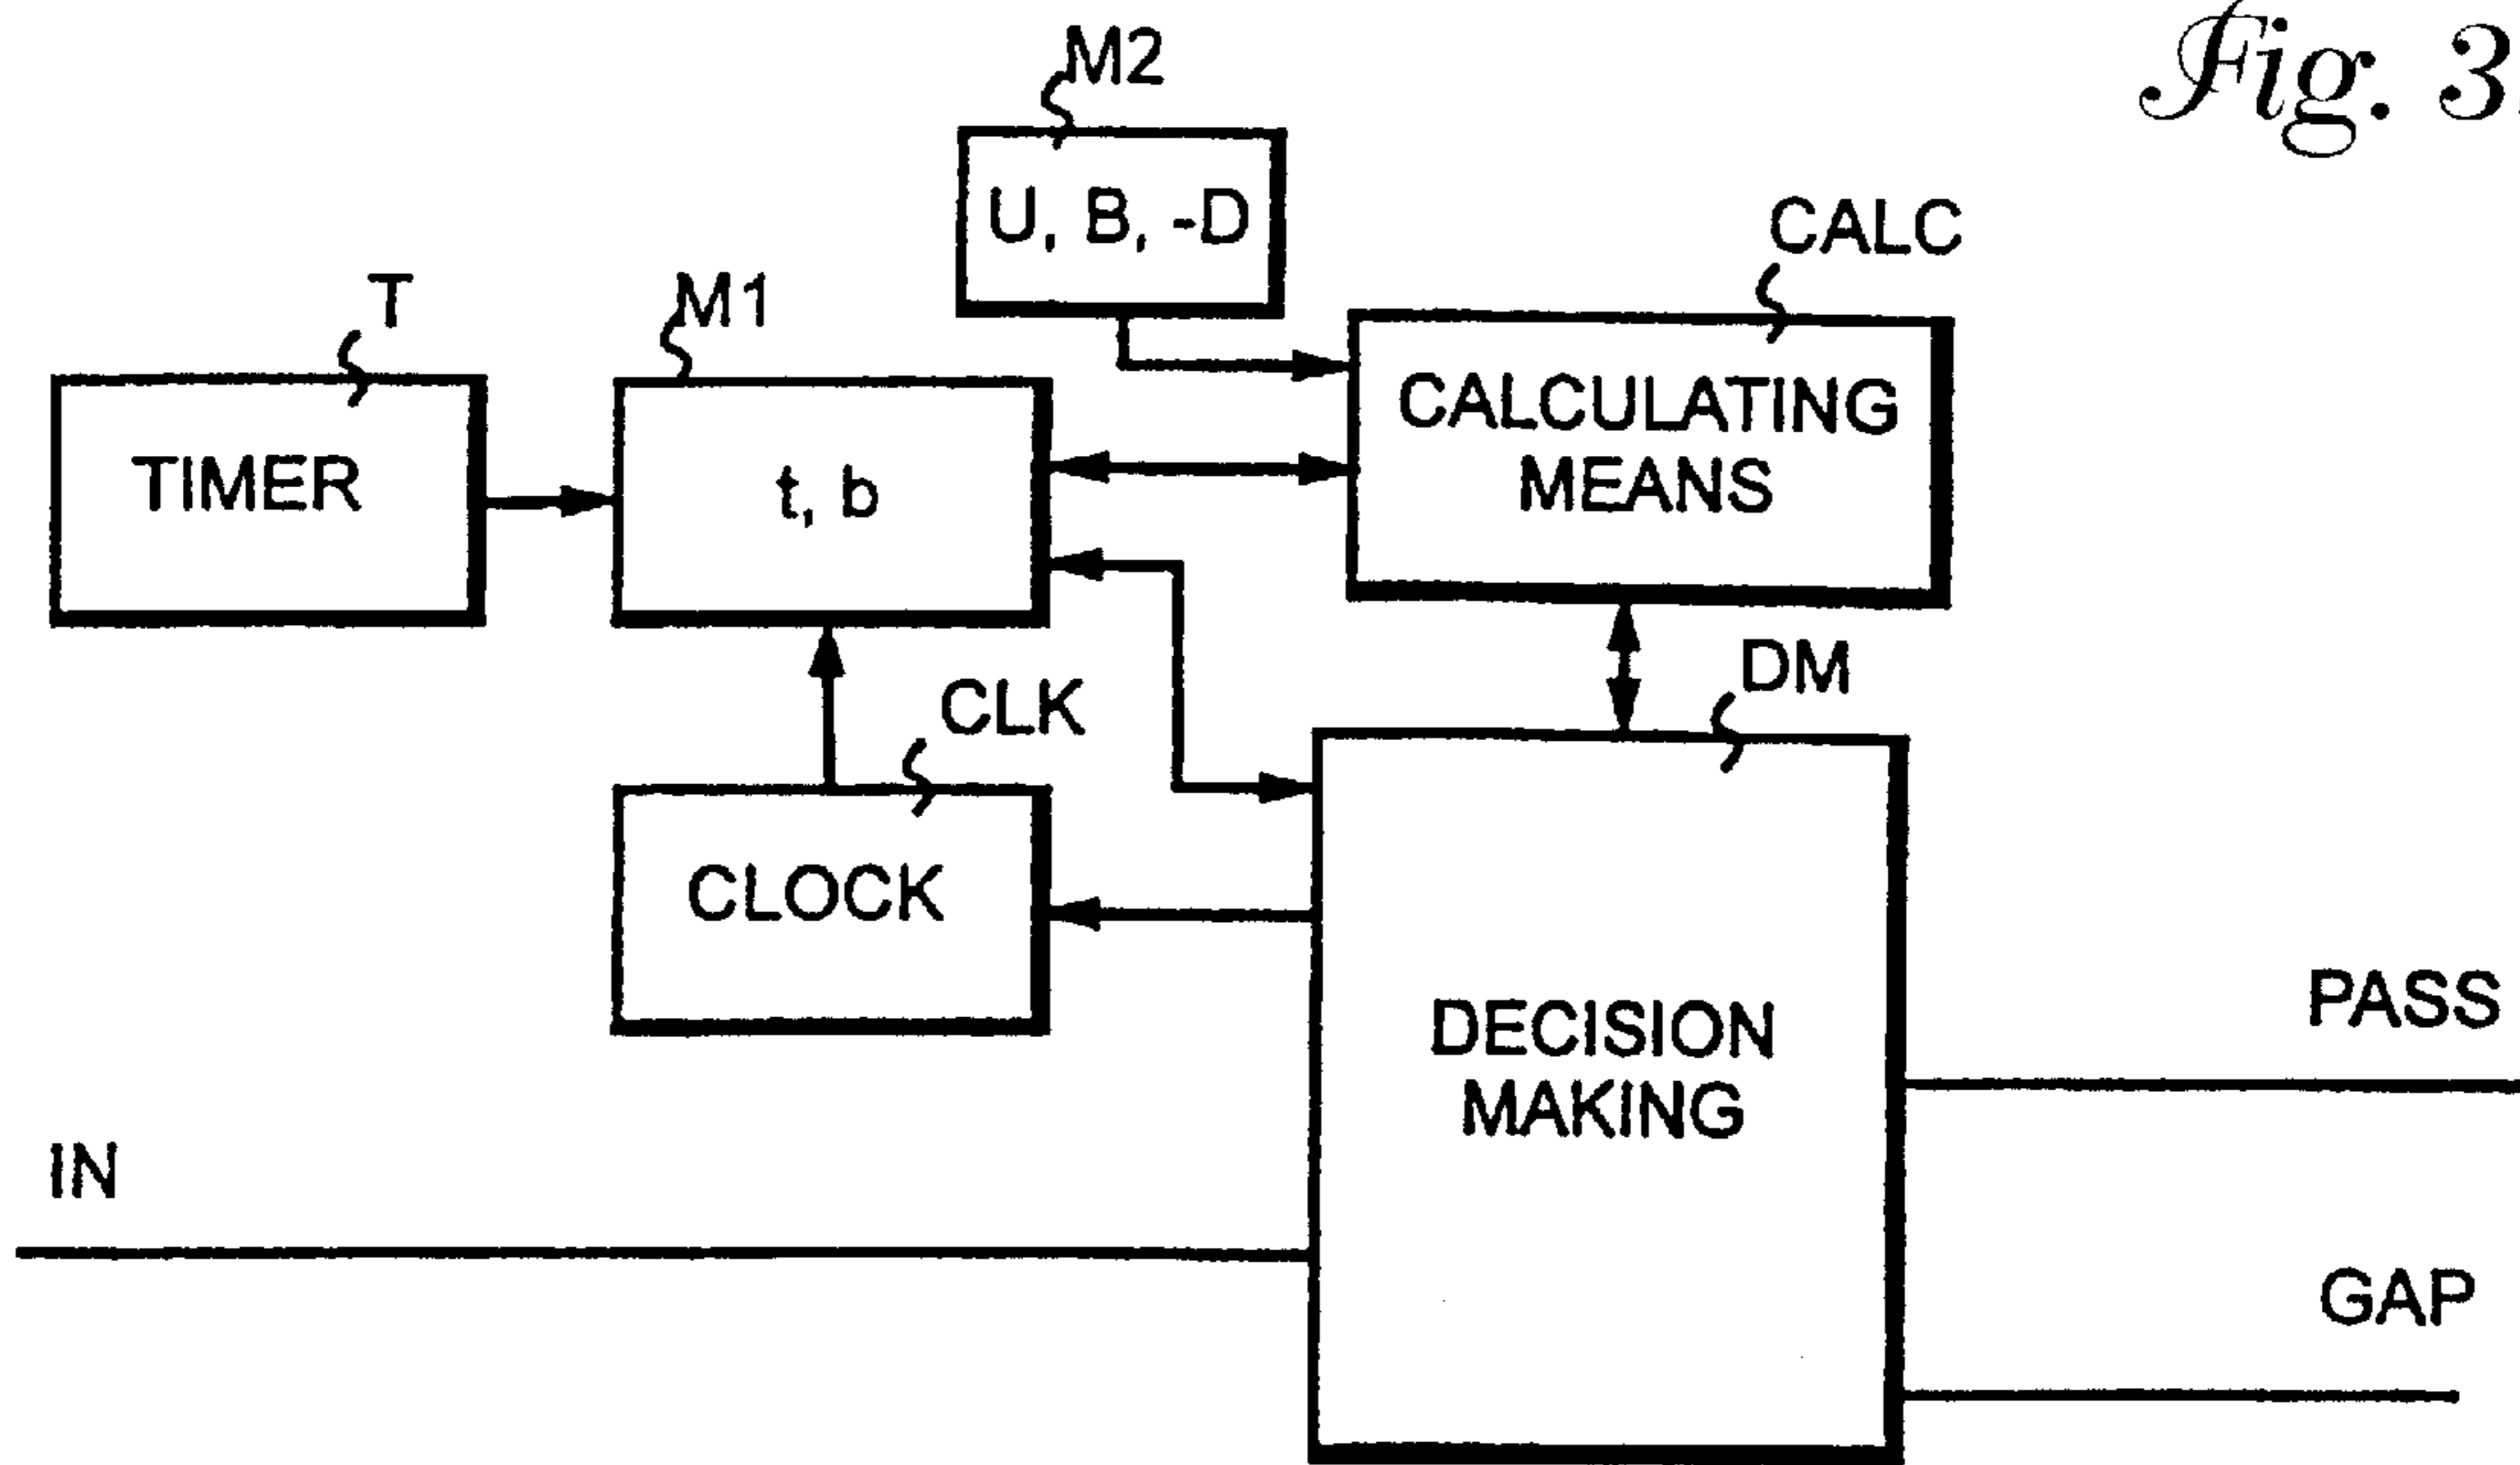 Fig. 3.
M2
U, B, -D
CALC
T
M1
CALCULATING
MEANS
TIMER
t, b
DM
CLK
CLOCK
DECISION
MAKING
PASS
IN
GAP